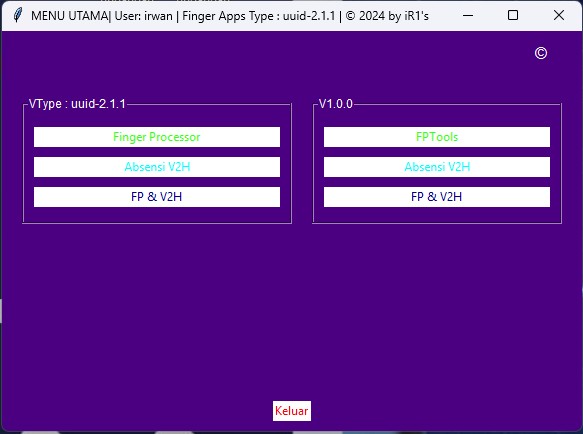 MENU UTAMA| User: irwan | Finger Apps Type : uuid-2.1.1 | © 2024 by iR1's
©
VType : uuid-2.1.1
Finger Processor
Absensi V2H
FP & V2H
V1.0.0
FPTools
Absensi V2H
FP & V2H
Keluar